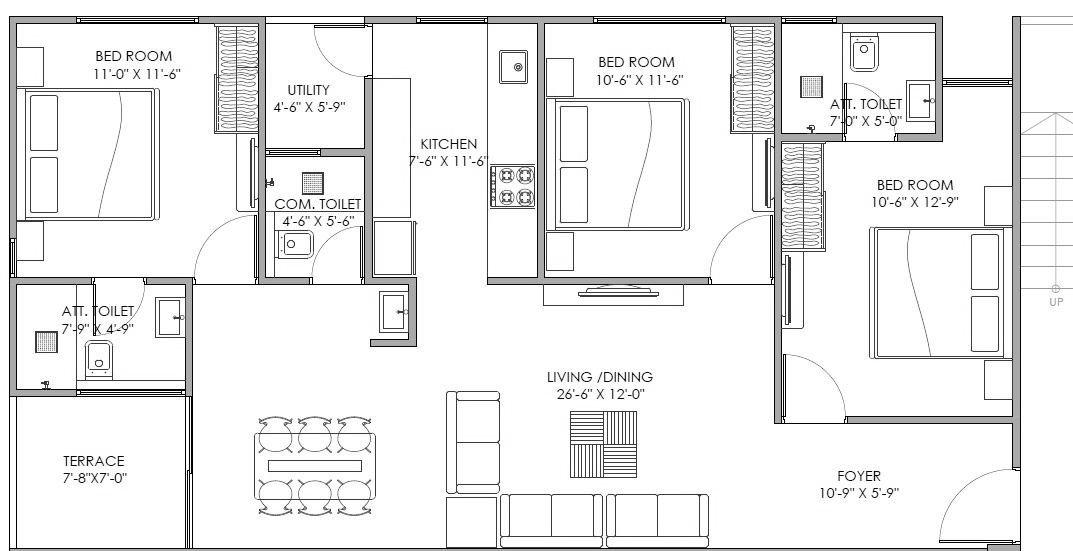 BED ROOM
11'-0" X 11'-6"
UTILITY
4'-6" X 5'-9"
KITCHEN
7'-6" X 11'-6"
BED ROOM
10'-6" X 11'-6"
ATT. TOILET
7'-0" X 5'-0"
COM. TOILET
4'-6" X 5'-6"
BED ROOM
10'-6" X 12'-9"
ATT. TOILET
7'-9" X 4'-9"
UP
LIVING /DINING
26'-6" X 12'-0"
TERRACE
7'-8"X7'-0"
FOYER
10'-9" X 5'-9"